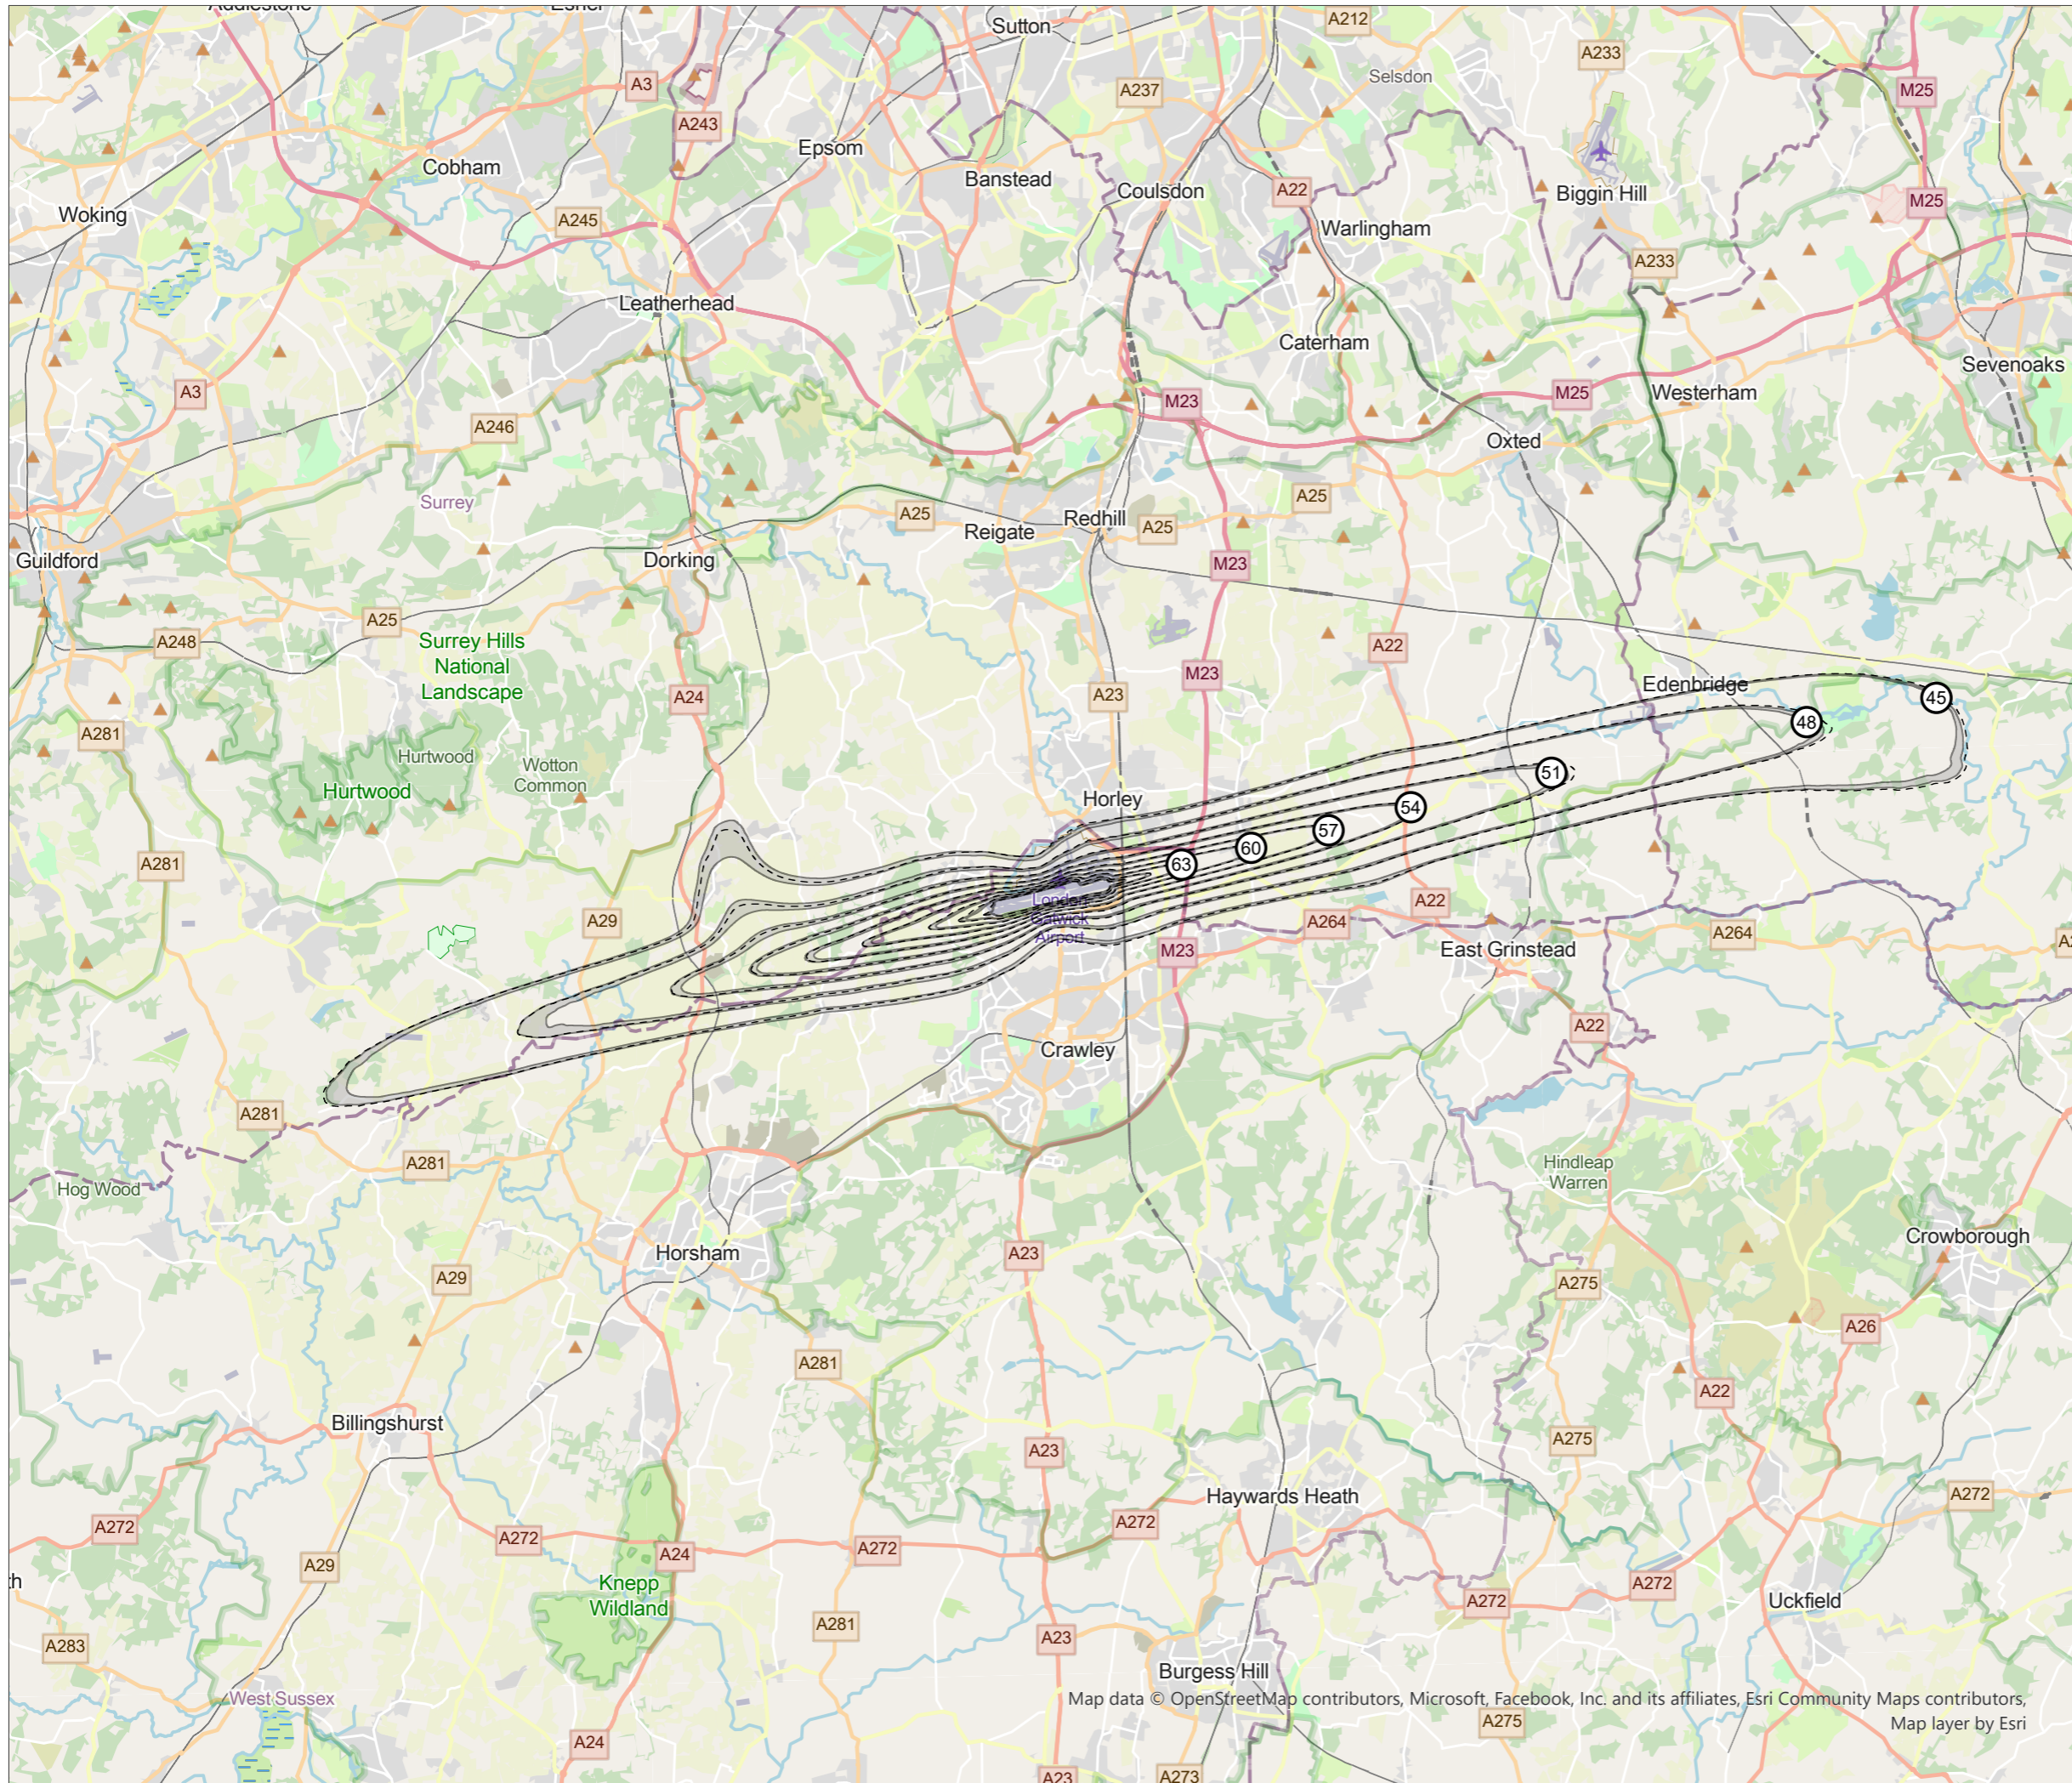 Addlestone
Esher
Sutton
A212
A233
Selsdon
A3
A237
M25
A243
Epsom
Cobham
Banstead
Coulsdon
A22
Biggin Hill
M25
Woking
A245
Warlingham
A233
Leatherhead
Caterham
Sevenoaks
A3
M23
M25
Westerham
A246
Oxted
Surrey
A25
A25
Reigate
Redhill
A25
Guildford
Dorking
M23
A25
A248
Surrey Hills
National
Landscape
A22
M23
Edenbridge
A24
A23
45
A281
48
Hurtwood
Wotton
Common
Hurtwood
51
Horley
54
57
60
63
A281
London
Gatwick
Airport
A22
A29
A264
A264
M23
East Grinstead
A22
Crawley
A281
A281
Hindleap
Warren
Hog Wood
Horsham
A23
Crowborough
A29
A275
A26
A281
A22
Billingshurst
A275
A23
Haywards Heath
A272
A272
A272
A272
A272
A24
A29
Knepp
Wildland
A272
A272
Uckfield
A281
A23
A283
Burgess Hill
West Sussex
Map data © OpenStreetMap contributors, Microsoft, Facebook, Inc. and its affiliates, Esri Community Maps contributors,
Map layer by Esri
A275
A24
A23
A273